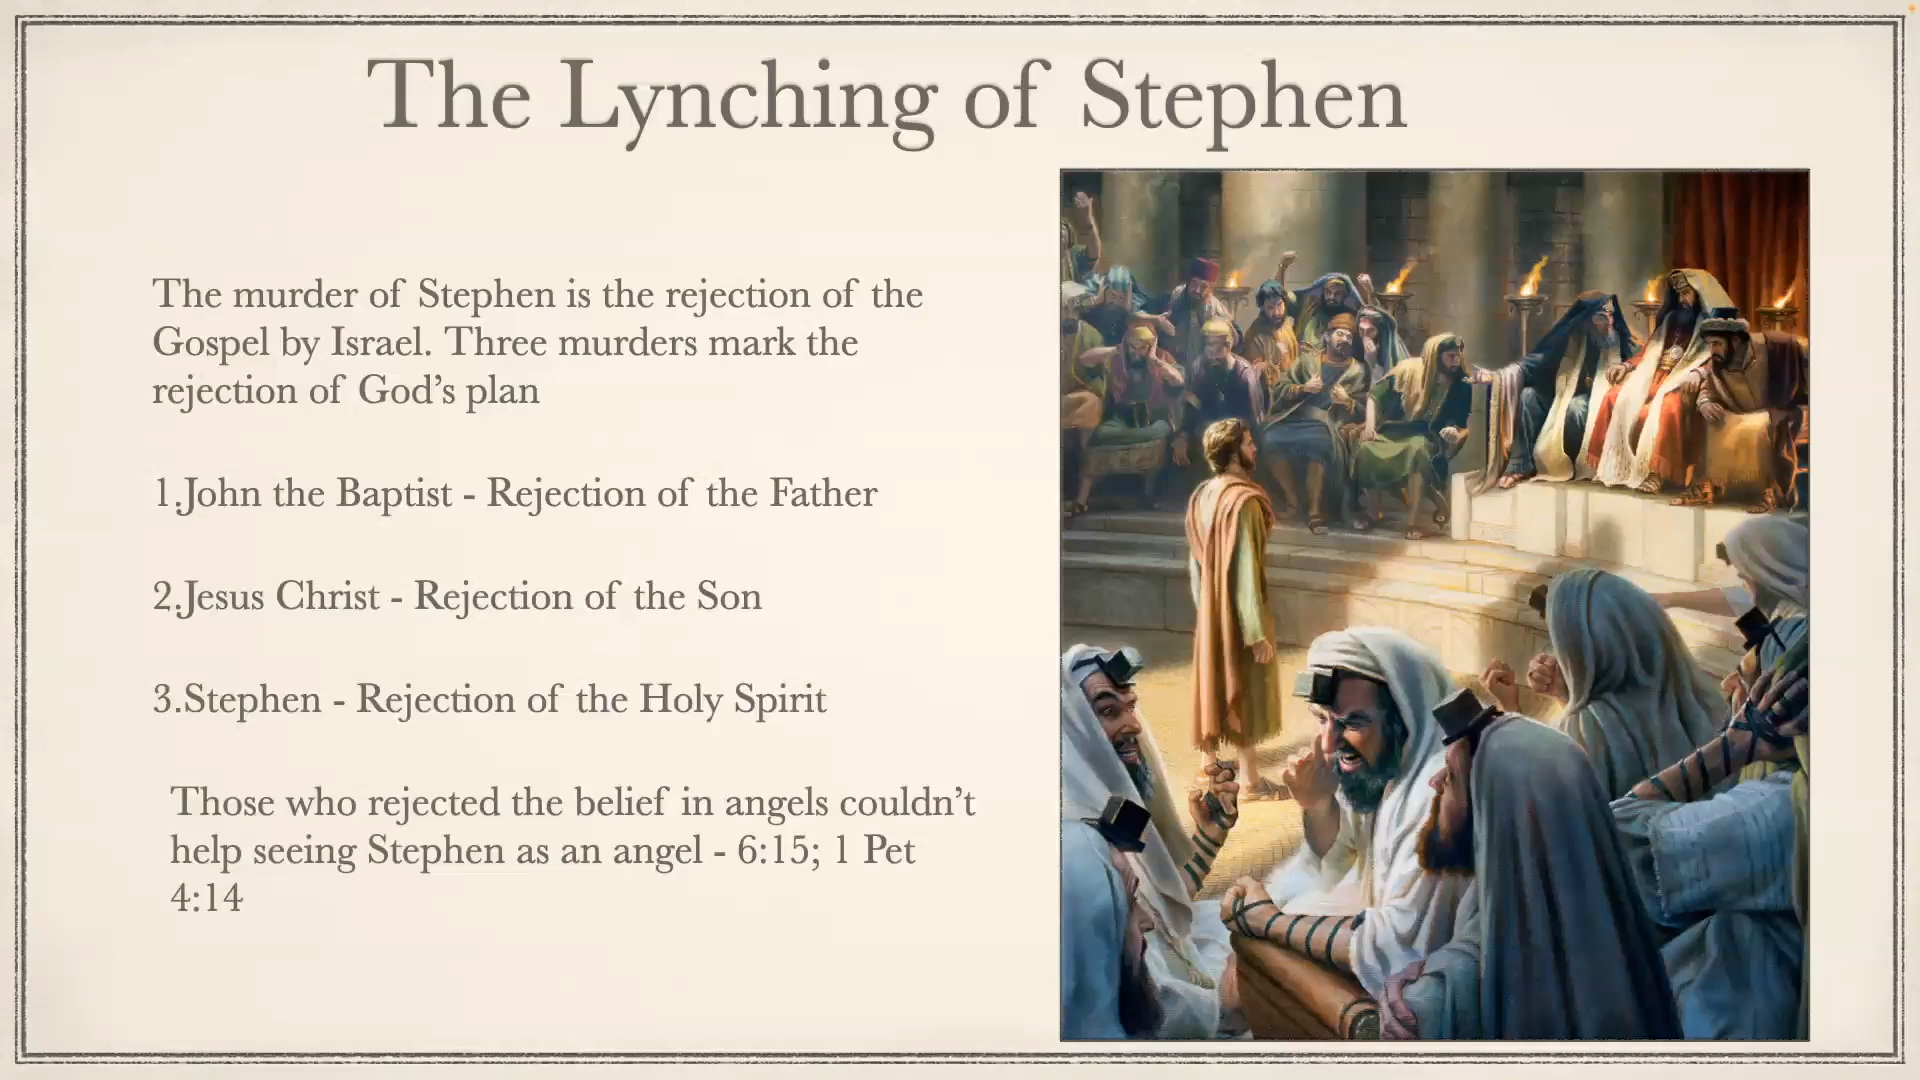 The Lynching of Stephen
The murder of Stephen is the rejection of the
Gospel by Israel. Three murders mark the
rejection of God’s plan
1.John the Baptist - Rejection of the Father
2.Jesus Christ - Rejection of the Son
3.Stephen - Rejection of the Holy Spirit
Those who rejected the belief in angels couldn’t
help seeing Stephen as an angel - 6:15; 1 Pet
4:14